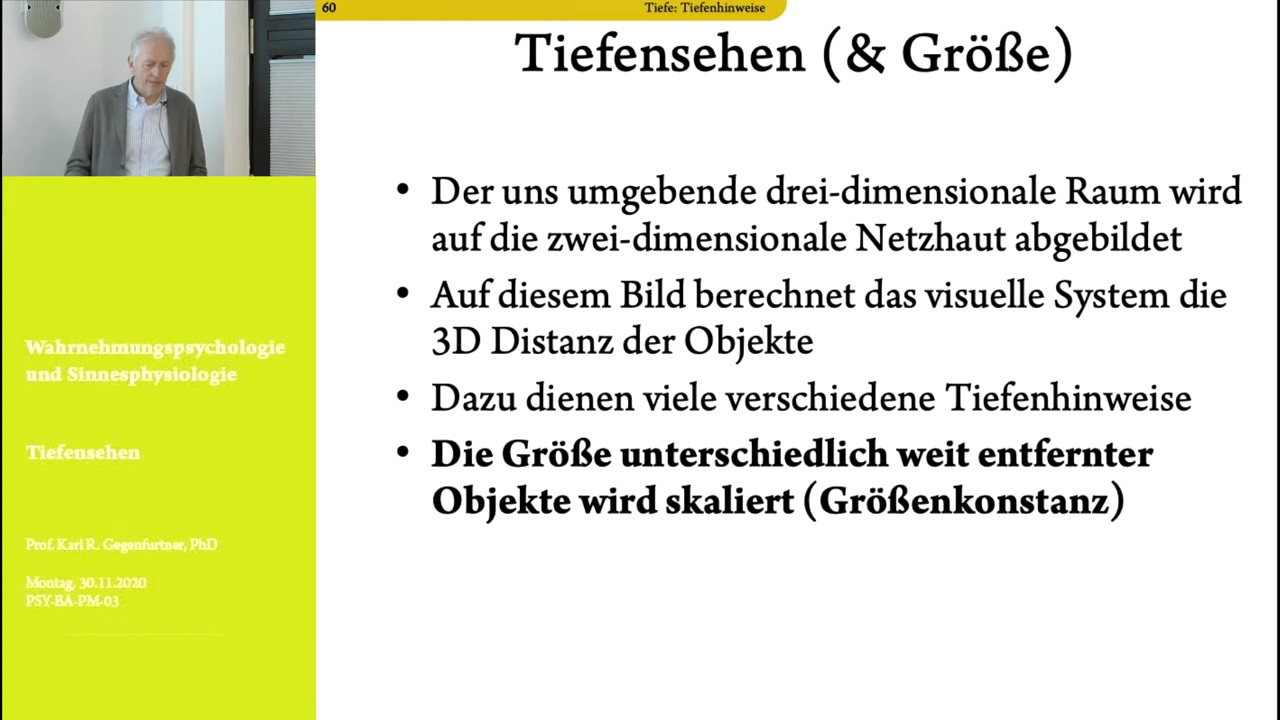 60
Tiefe: Tiefenhinweise
Tiefensehen (& Größe)
• Der uns umgebende drei-dimensionale Raum wird
auf die zwei-dimensionale Netzhaut abgebildet
• Auf diesem Bild berechnet das visuelle System die
3D Distanz der Objekte
• Dazu dienen viele verschiedene Tiefenhinweise
• Die Größe unterschiedlich weit entfernter
Objekte wird skaliert (Größenkonstanz)
Wahrnehmungspsychologie
und Sinnesphysiologie
Tiefensehen
Prof. Karl R. Gegenfurtner, PhD
Montag, 30.11.2020
PSY-BA-PM-03